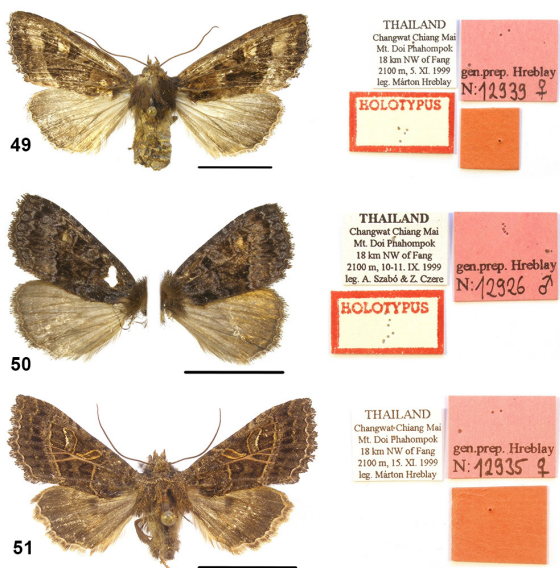 THAILAND
Changwat Chiang Mai
Mt. Doi Phahompok
18 km NW of Fang
2100 m, 5. XI. 1999
leg. Márton Hreblay
gen.prep. Hreblay
N:12939 ♀
HOLOTYPUS
49
THAILAND
Changwat Chiang Mai
Mt. Doi Phahompok
18 km NW of Fang
2100 m, 10-11. IX. 1999
leg. A. Szabó & Z. Czere
gen.prep. Hreblay
N:12926 ♂
HOLOTYPUS
50
THAILAND
Changwat Chiang Mai
Mt. Doi Phahompok
18 km NW of Fang
2100 m, 15. XI. 1999
leg. Márton Hreblay
gen.prep. Hreblay
N:12935 ♀
51